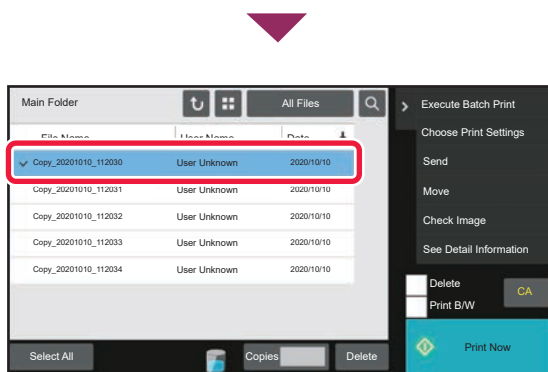 Main Folder
All Files
File Name User Name Date
Copy_20201010_112030 User Unknown 2020/10/10
Copy_20201010_112031 User Unknown 2020/10/10
Copy_20201010_112032 User Unknown 2020/10/10
Copy_20201010_112033 User Unknown 2020/10/10
Copy_20201010_112034 User Unknown 2020/10/10
Select All
Copies
Delete
Execute Batch Print
Choose Print Settings
Send
Move
Check Image
See Detail Information
Delete
Print B/W
CA
Print Now